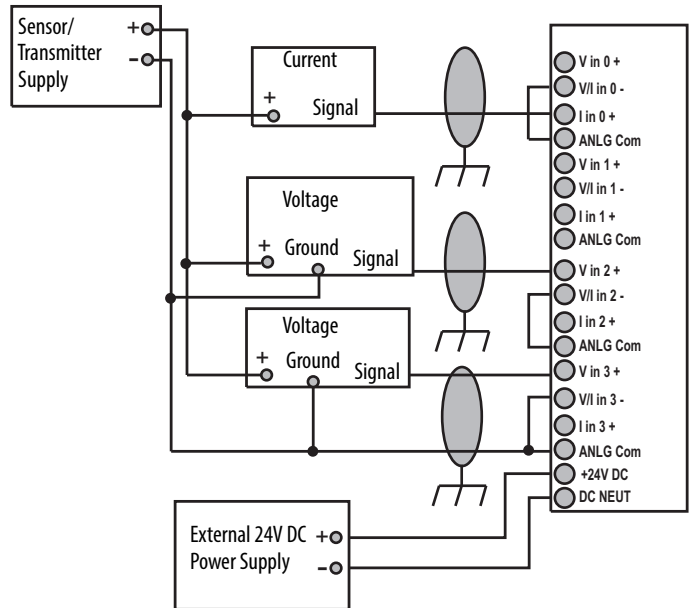 Sensor/
Transmitter
Supply
+
-
Current
+
Signal
Voltage
+
Ground
Signal
Voltage
+
Ground
Signal
External 24V DC
Power Supply
+
-
V in 0 +
V/I in 0 -
I in 0 +
ANLG Com
V in 1 +
V/I in 1 -
I in 1 +
ANLG Com
V in 2 +
V/I in 2 -
I in 2 +
ANLG Com
V in 3 +
V/I in 3 -
I in 3 +
ANLG Com
+24V DC
DC NEUT